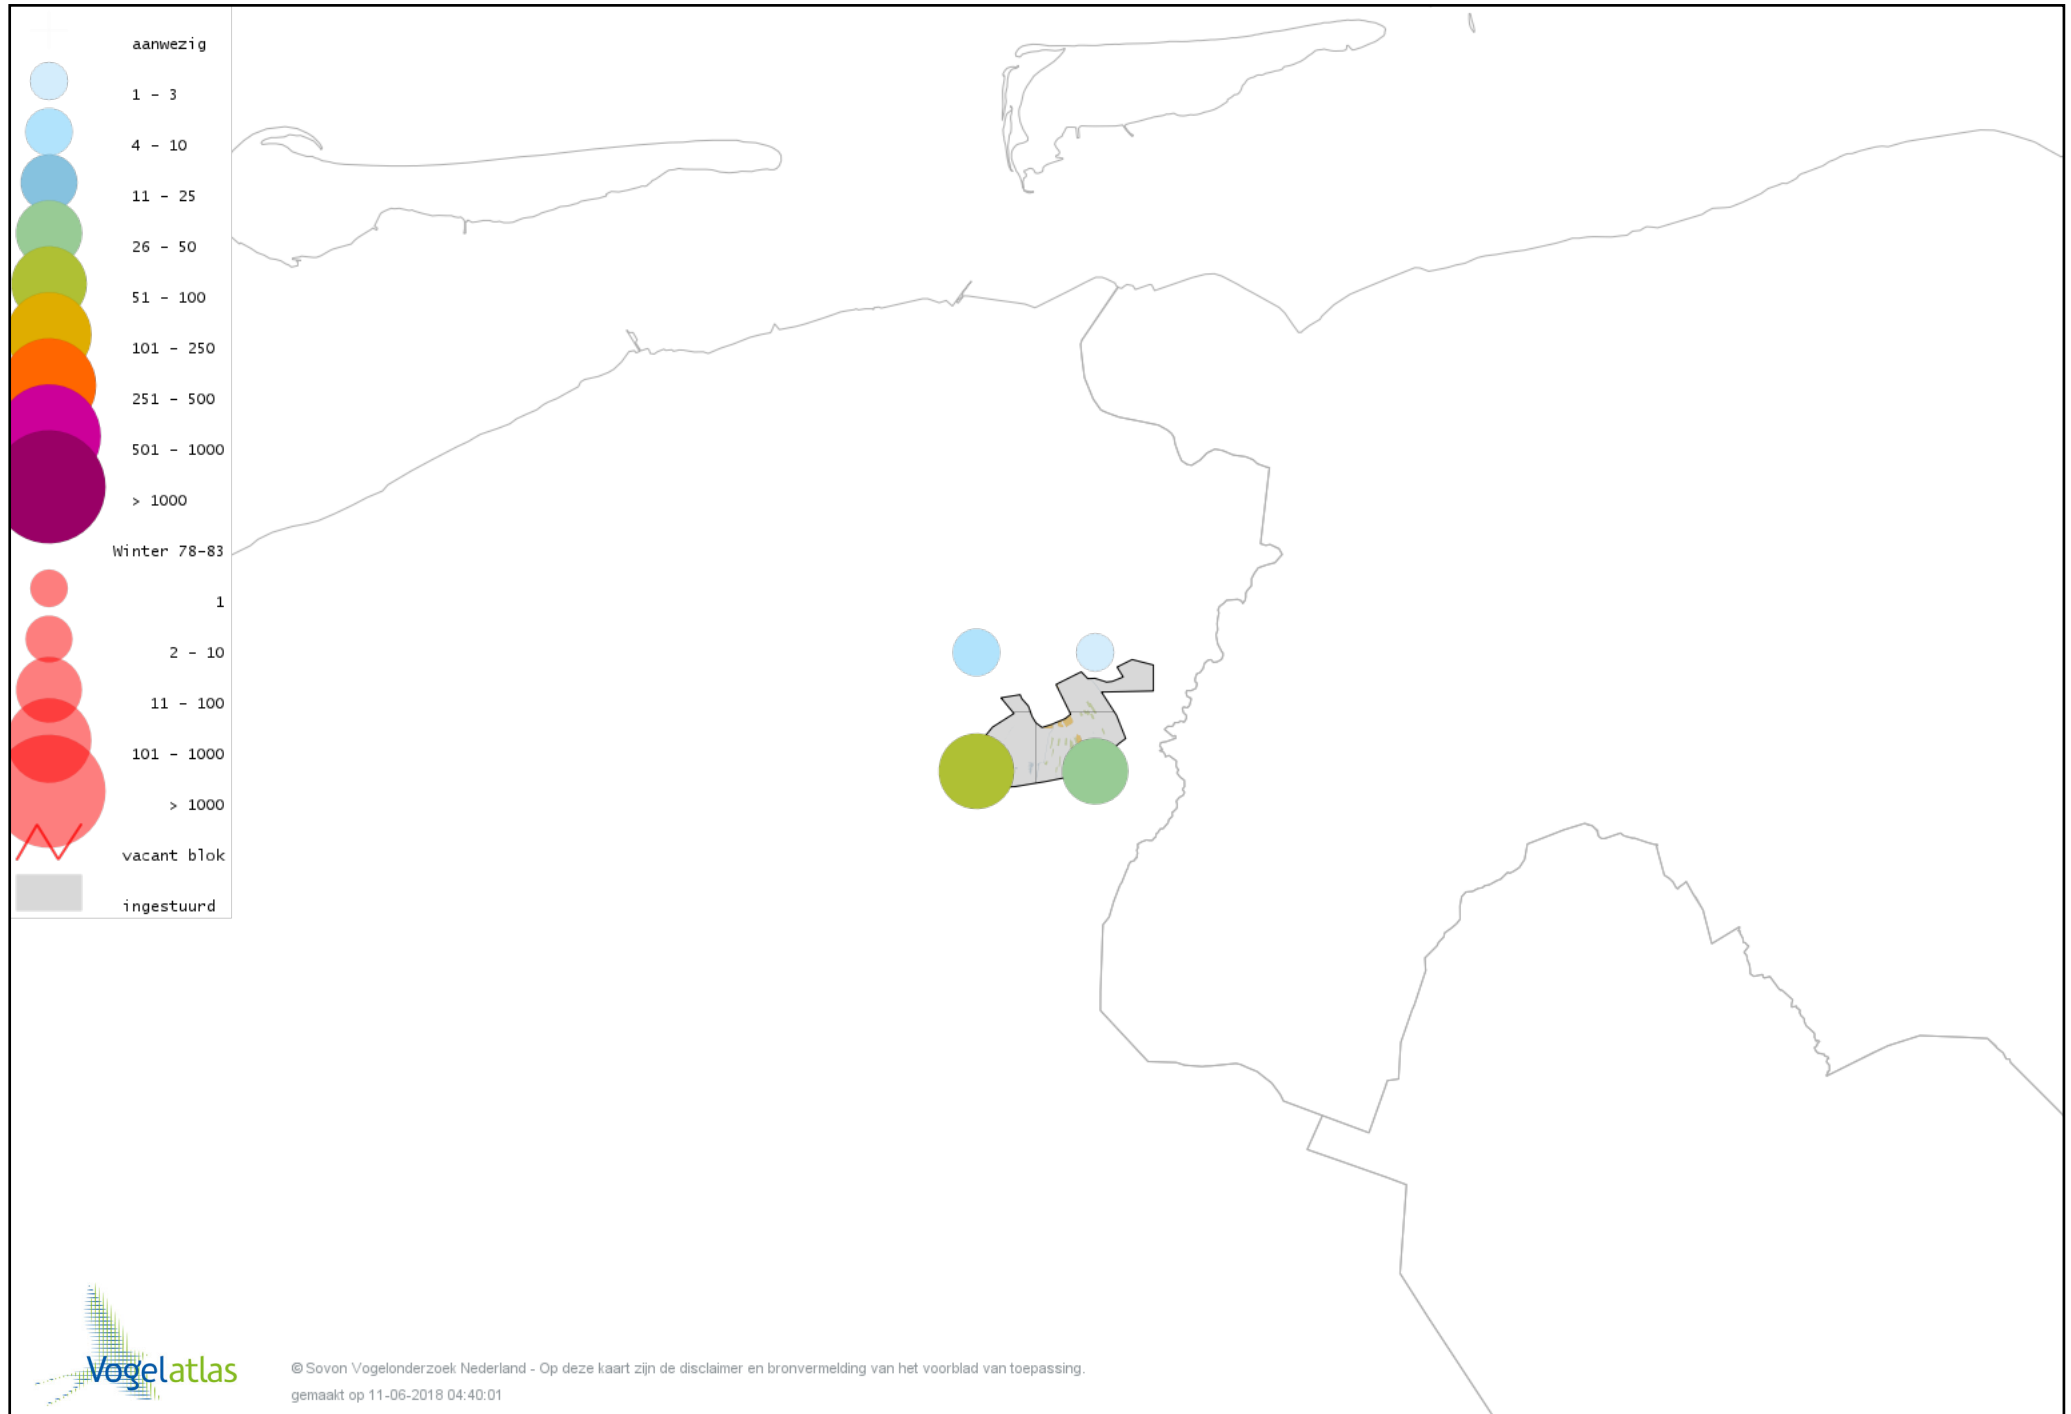 aanwezig
1 - 3
4 - 10
11 - 25
26 - 50
51 - 100
101 - 250
251 - 500
501 - 1000
> 1000
Winter 78-83
1
2 - 10
11 - 100
101 - 1000
> 1000
vacant blok
ingestuurd
Vogelatlas
© Sovon Vogelonderzoek Nederland - Op deze kaart zijn de disclaimer en bronvermelding van het voorblad van toepassing.
gemaakt op 11-06-2018 04:40:01